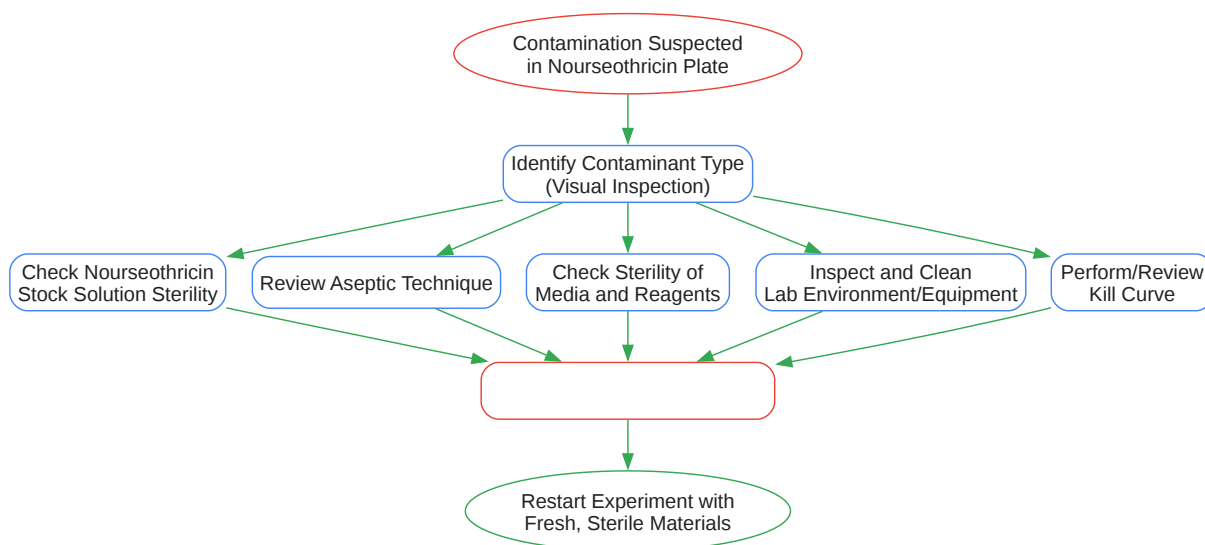 Contamination Suspected
in Nourseothricin Plate
Identify Contaminant Type
(Visual Inspection)
Check Nourseothricin
Stock Solution Sterility
Review Aseptic Technique
Check Sterility of
Media and Reagents
Inspect and Clean
Lab Environment/Equipment
Perform/Review
Kill Curve
Restart Experiment with
Fresh, Sterile Materials